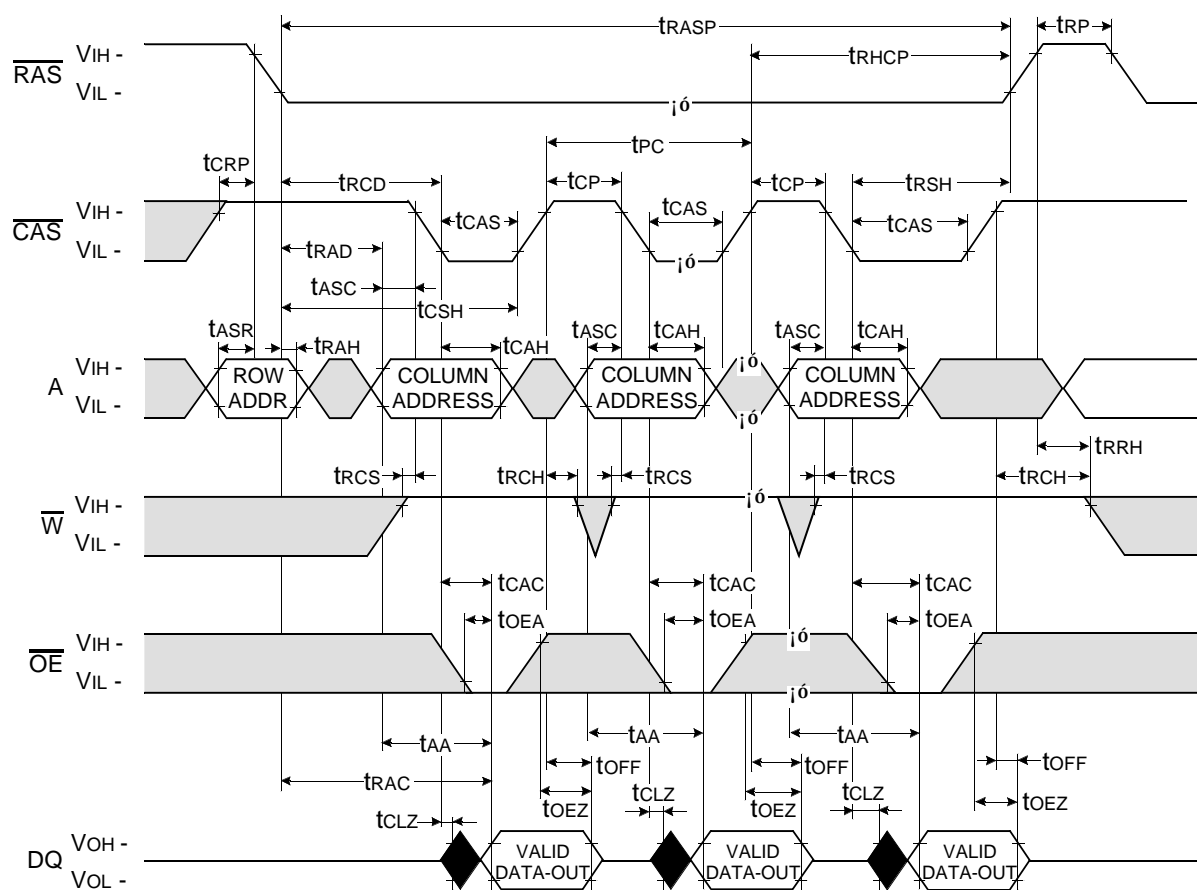 tRASP tRP
VIH - tRHCP
RAS
VIL - ¡ó
tPC
tCRP tRCD tCP tCP tRSH
VIH - tCAS tCAS tCAS
CAS
VIL - tRAD ¡ó
tASC tCSH
tASR tRAH tCAH tASC tCAH tASC tCAH
VIH - ROW COLUMN COLUMN ¡ó COLUMN
A
VIL - ADDR ADDRESS ADDRESS ¡ó ADDRESS
tRRH
tRCS tRCH tRCS tRCS tRCH
VIH - ¡ó
W
VIL -
tCAC tCAC tCAC
tOEA tOEA tOEA
VIH - ¡ó
OE
VIL - ¡ó
tAA tAA tAA
tRAC tOFF tOFF tOFF
tCLZ tOEZ tCLZ tOEZ tCLZ tOEZ
VOH - VALID VALID VALID
DQ
VOL - DATA-OUT DATA-OUT DATA-OUT